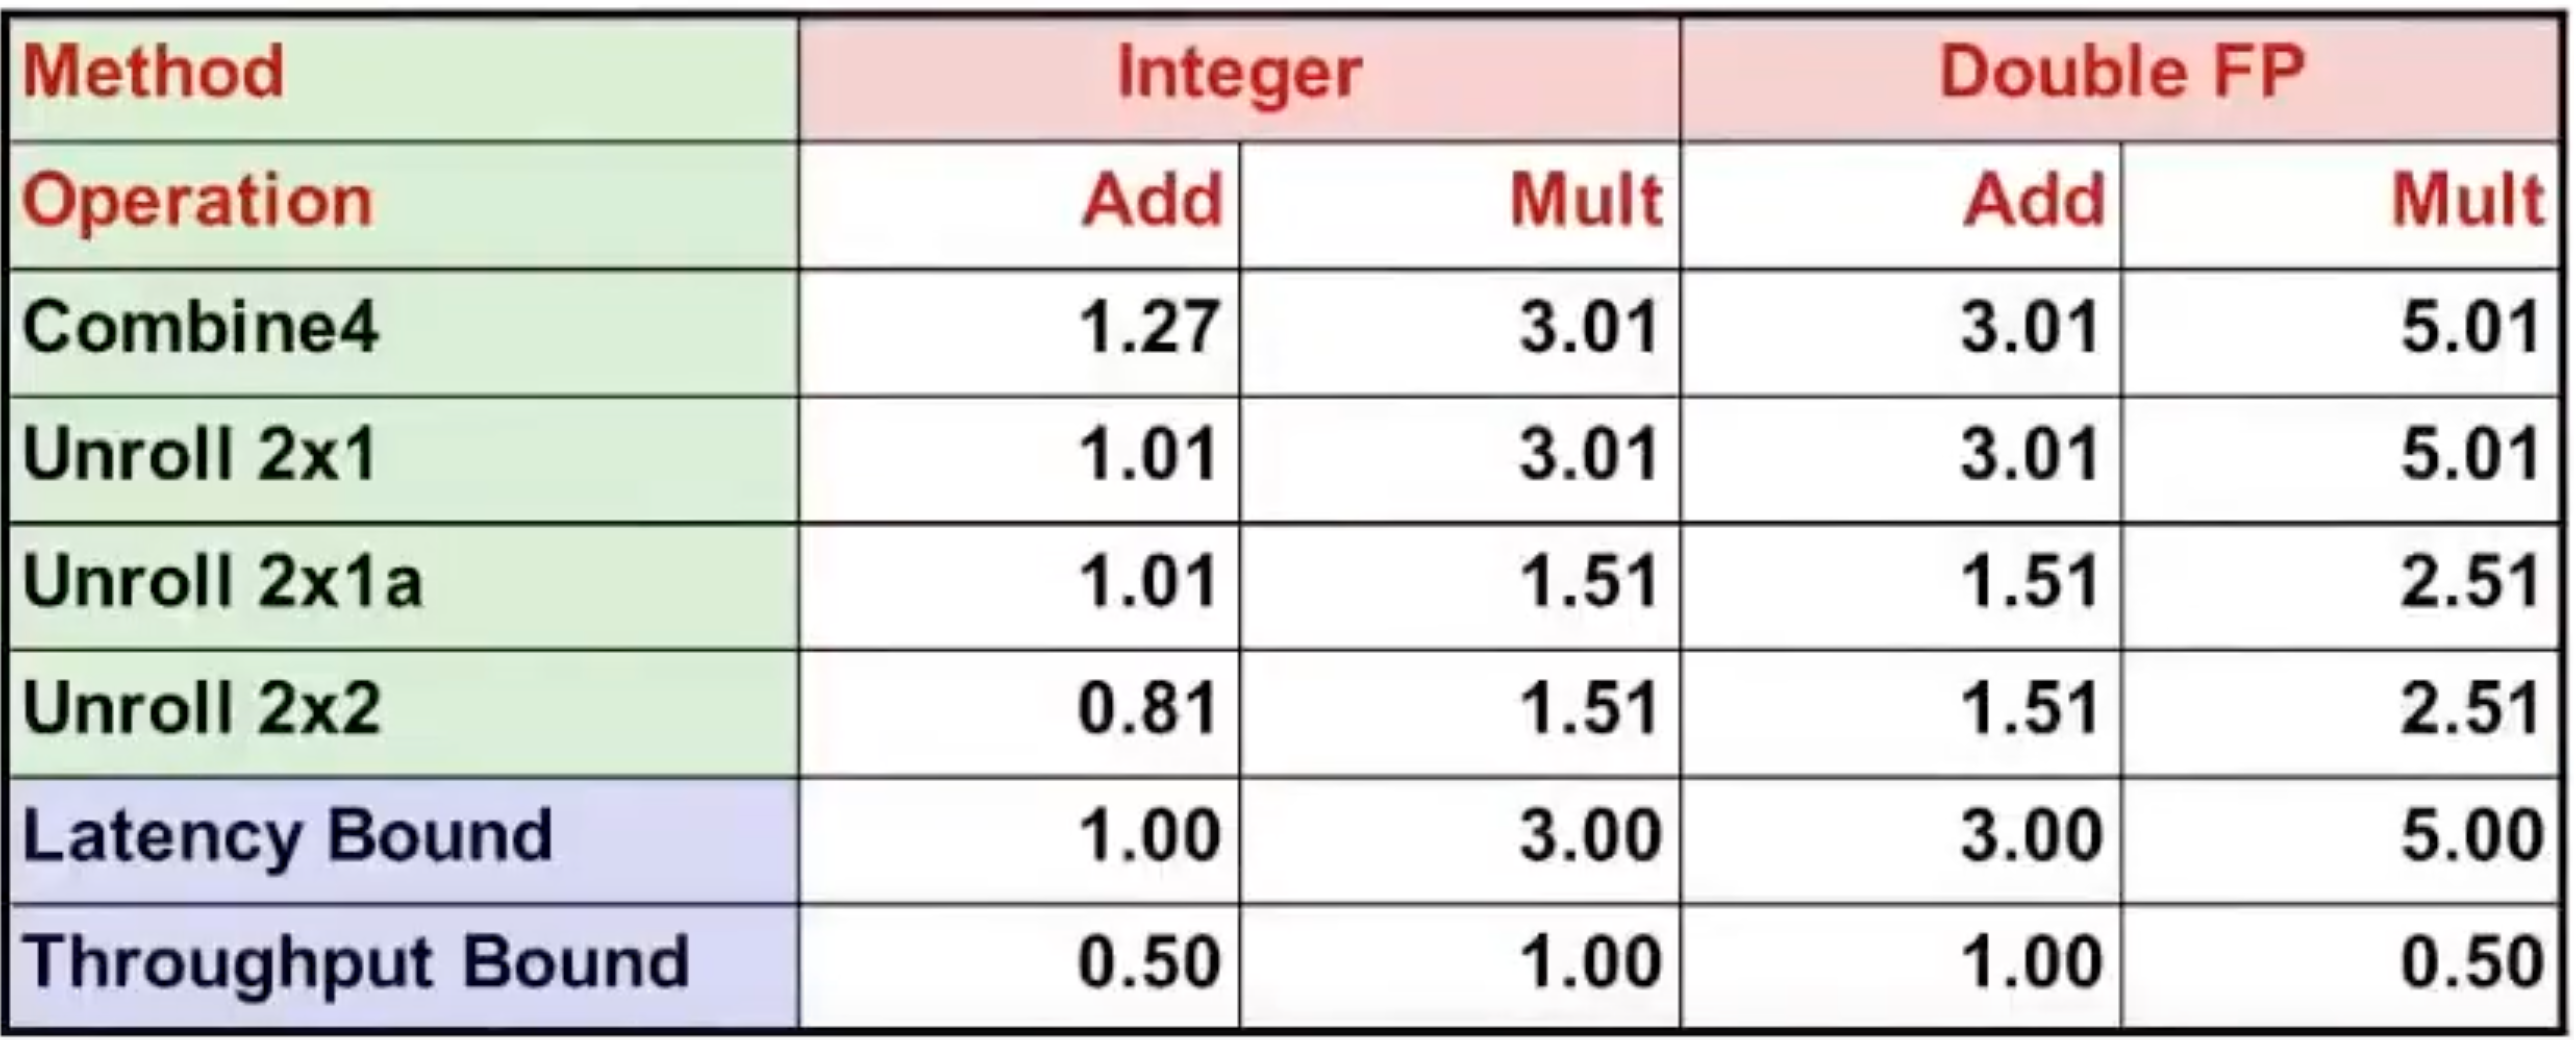 Method Integer Double FP
Operation Add Mult Add Mult
Combine4 1.27 3.01 3.01 5.01
Unroll 2x1 1.01 3.01 3.01 5.01
Unroll 2x1a 1.01 1.51 1.51 2.51
Unroll 2x2 0.81 1.51 1.51 2.51
Latency Bound 1.00 3.00 3.00 5.00
Throughput Bound 0.50 1.00 1.00 0.50